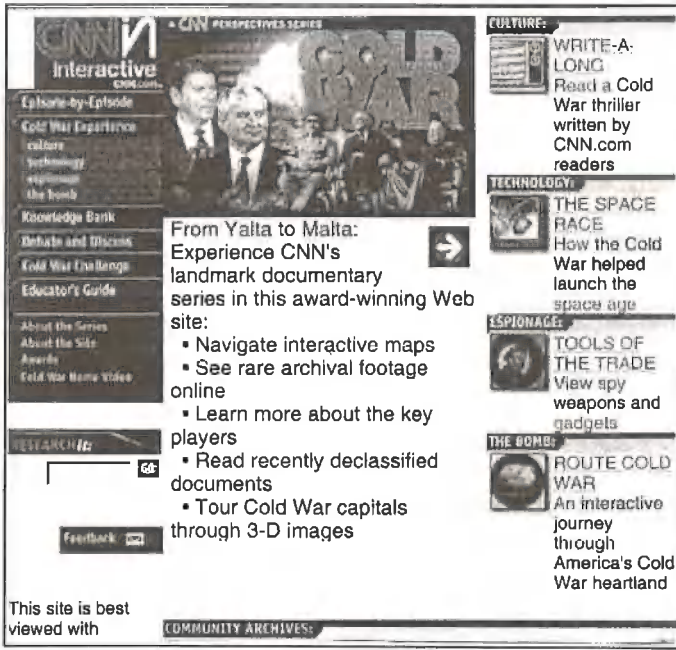 CNN in
interactive
CNN.com
Episode-by-Episode
Cold War Experience
culture
technology
espionage
the bomb
Knowledge Bank
Debate and Discuss
Cold War Challenge
Educator's Guide
About the Series
About the Site
Awards
Cold War Home Video
RESEARCH it:
GO
Feedback
This site is best
viewed with
A CNN PERSPECTIVES SERIES
COLD
WAR
From Yalta to Malta:
Experience CNN's
landmark documentary
series in this award-winning Web
site:
• Navigate interactive maps
• See rare archival footage
online
• Learn more about the key
players
• Read recently declassified
documents
• Tour Cold War capitals
through 3-D images
COMMUNITY ARCHIVES:
CULTURE:
WRITE-A-
LONG
Read a Cold
War thriller
written by
CNN.com
readers
TECHNOLOGY:
THE SPACE
RACE
How the Cold
War helped
launch the
space age
ESPIONAGE:
TOOLS OF
THE TRADE
View spy
weapons and
gadgets
THE BOMB:
ROUTE COLD
WAR
An interactive
journey
through
America's Cold
War heartland